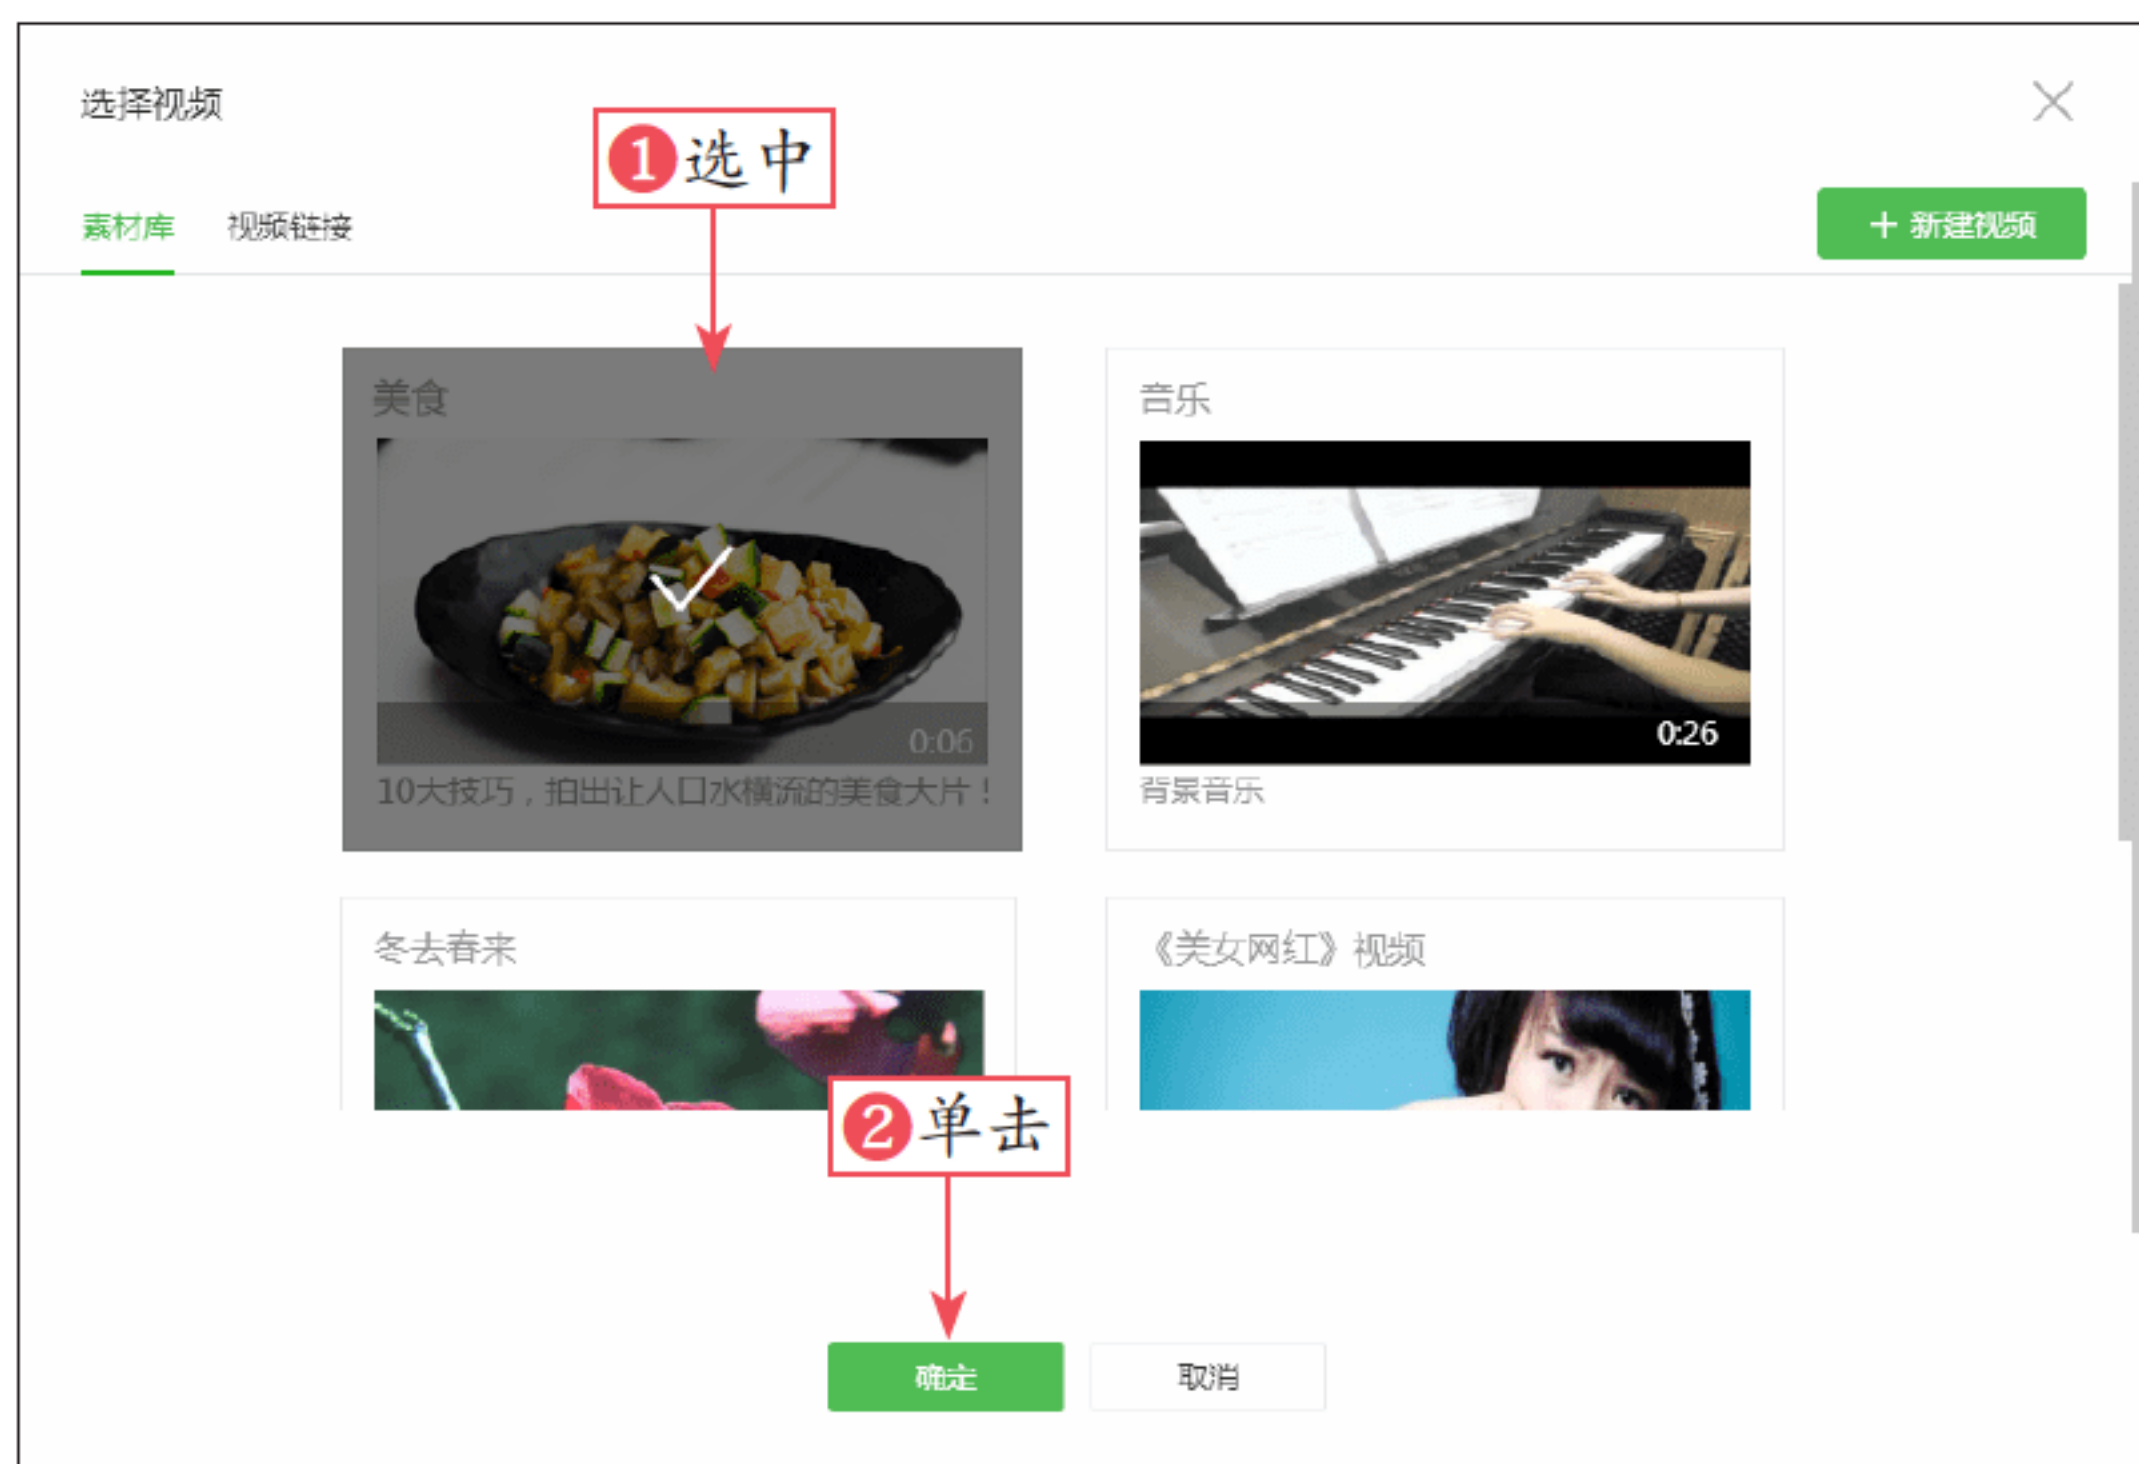 选择视频
❶选中
素材库 视频链接 + 新建视频
美食
0:06
10大技巧，拍出让人口水横流的美食大片！
音乐
0:26
背景音乐
冬去春来
《美女网红》视频
❷单击
确定 取消